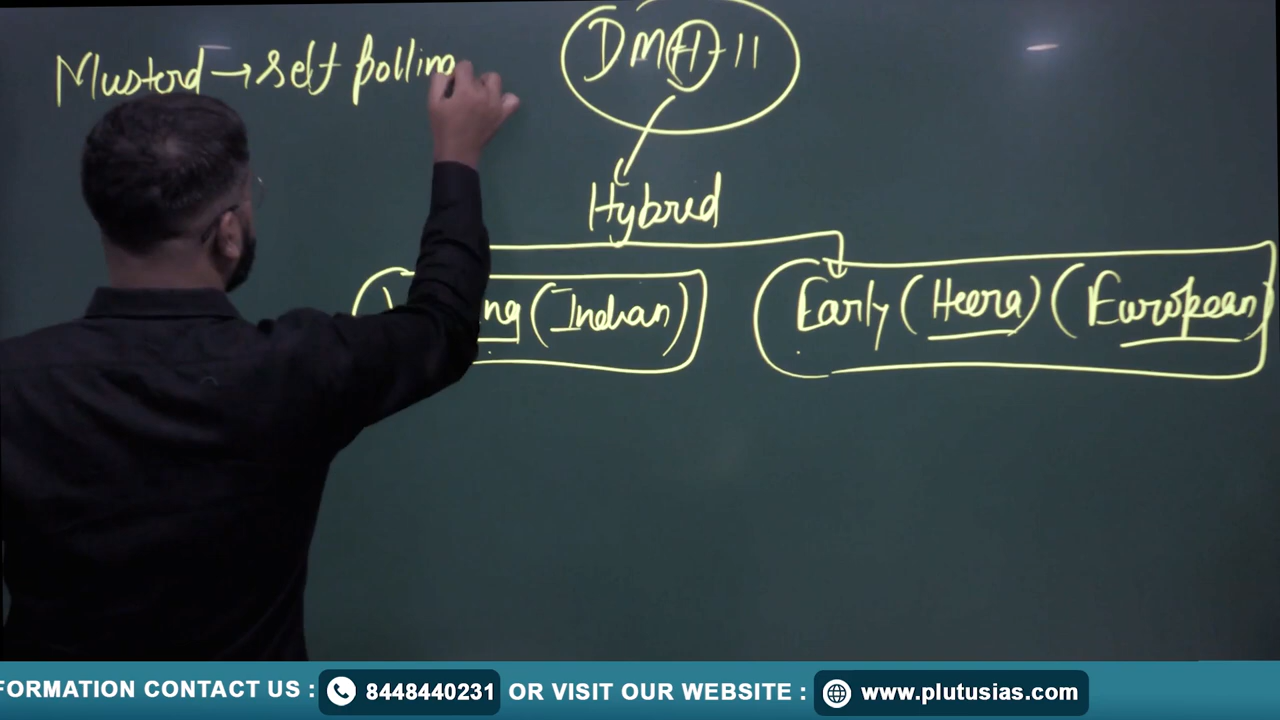 Musterd → self pollina
DMH-11
Hybrid
(Indian)
Early (Heera) (European)
FORMATION CONTACT US : 8448440231 OR VISIT OUR WEBSITE : www.plutusias.com